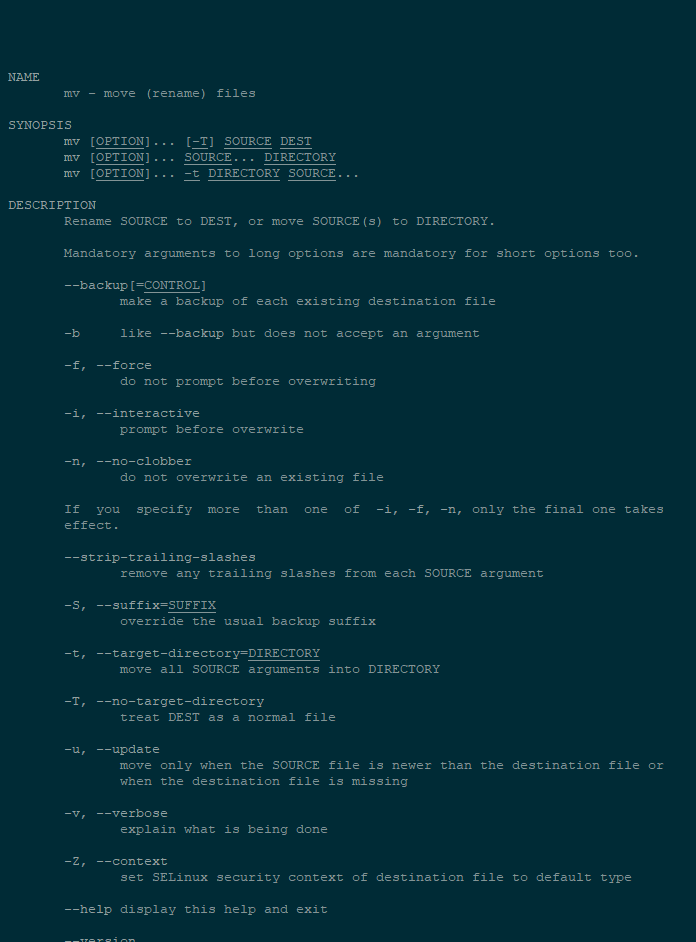 NAME
mv - move (rename) files
SYNOPSIS
mv [OPTION]... [-T] SOURCE DEST
mv [OPTION]... SOURCE... DIRECTORY
mv [OPTION]... -t DIRECTORY SOURCE...
DESCRIPTION
Rename SOURCE to DEST, or move SOURCE(s) to DIRECTORY.
Mandatory arguments to long options are mandatory for short options too.
--backup[=CONTROL]
make a backup of each existing destination file
-b like --backup but does not accept an argument
-f, --force
do not prompt before overwriting
-i, --interactive
prompt before overwrite
-n, --no-clobber
do not overwrite an existing file
If you specify more than one of -i, -f, -n, only the final one takes
effect.
--strip-trailing-slashes
remove any trailing slashes from each SOURCE argument
-S, --suffix=SUFFIX
override the usual backup suffix
-t, --target-directory=DIRECTORY
move all SOURCE arguments into DIRECTORY
-T, --no-target-directory
treat DEST as a normal file
-u, --update
move only when the SOURCE file is newer than the destination file or
when the destination file is missing
-v, --verbose
explain what is being done
-Z, --context
set SELinux security context of destination file to default type
--help display this help and exit
--version